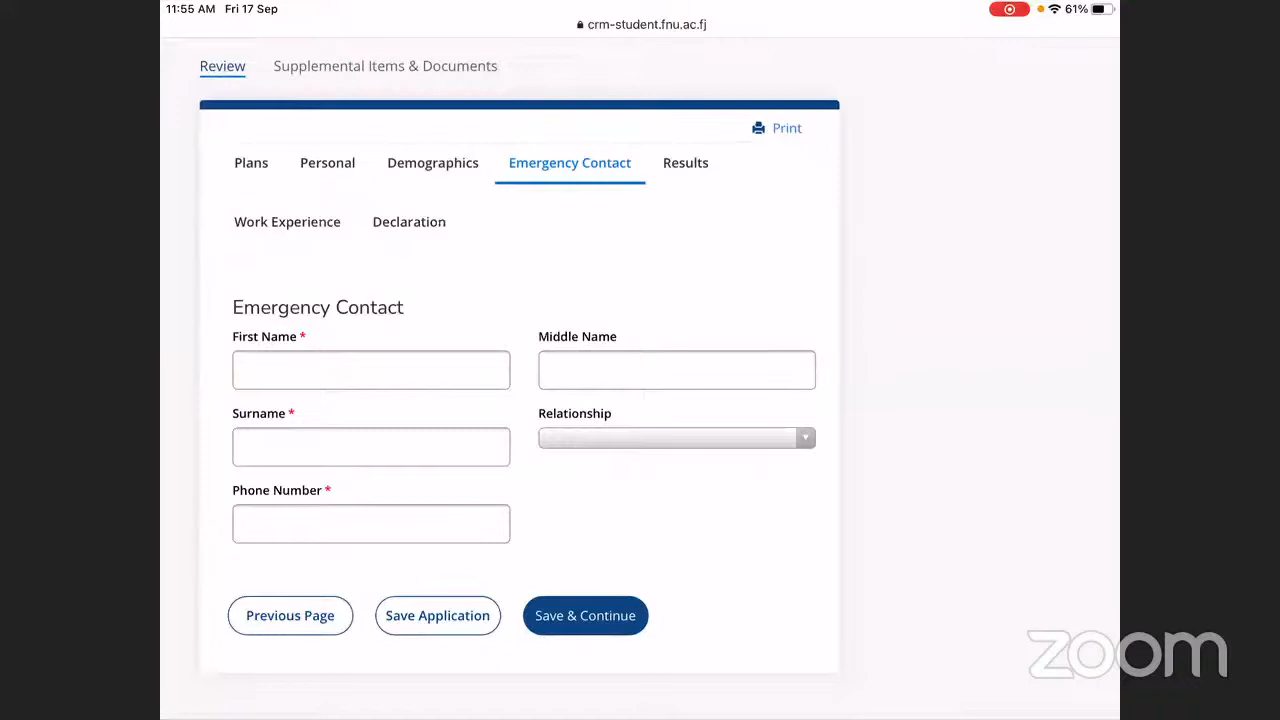 11:55 AM Fri 17 Sep
61%
crm-student.fnu.ac.fj
Review Supplemental Items & Documents
Print
Plans Personal Demographics Emergency Contact Results
Work Experience Declaration
Emergency Contact
First Name * Middle Name
Surname * Relationship
Phone Number *
Previous Page Save Application Save & Continue
zoom